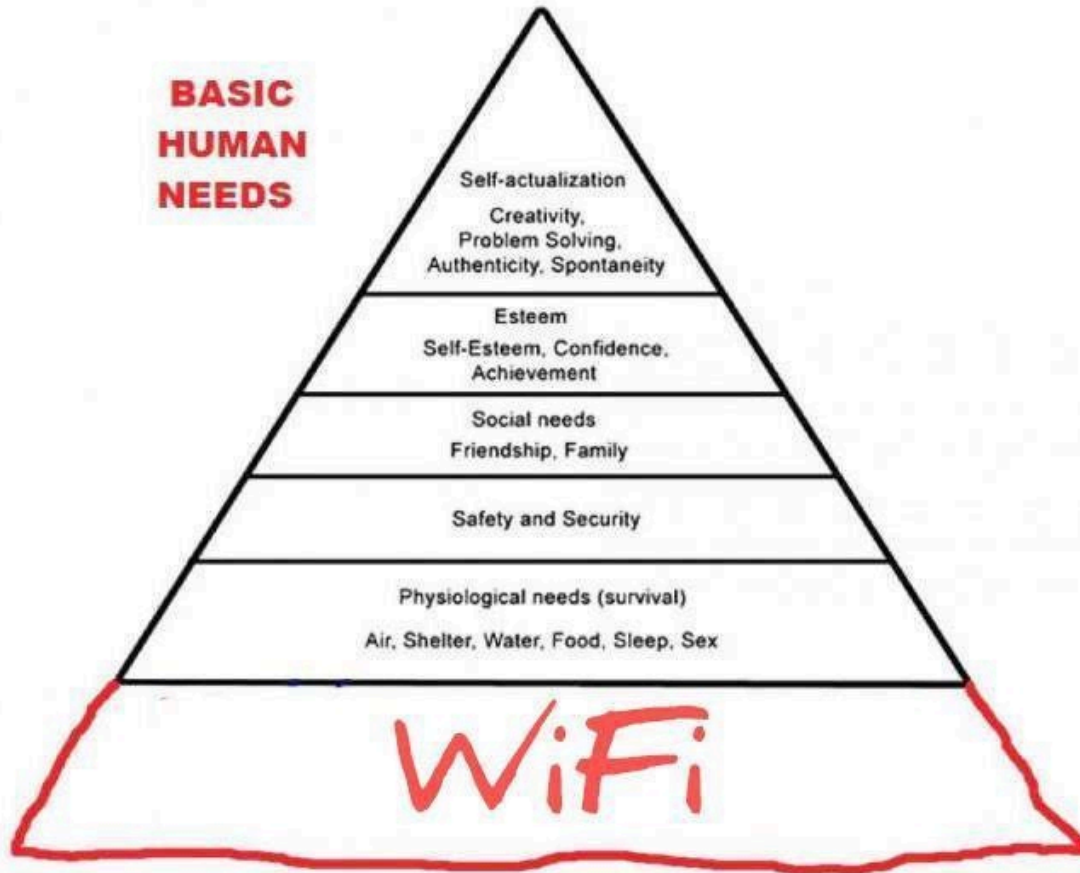 BASIC
HUMAN
NEEDS
Self-actualization
Creativity,
Problem Solving,
Authenticity, Spontaneity
Esteem
Self-Esteem, Confidence,
Achievement
Social needs
Friendship, Family
Safety and Security
Physiological needs (survival)
Air, Shelter, Water, Food, Sleep, Sex
WiFi